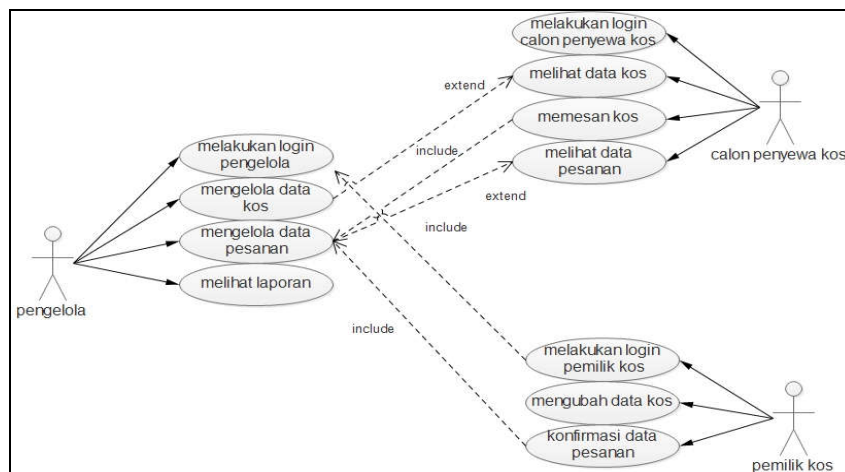 melakukan login
calon penyewa kos
melihat data kos
extend
memesan kos
melakukan login
pengelola
include
melihat data
pesanan
calon penyewa kos
mengelola data
kos
extend
include
mengelola data
pesanan
melihat laporan
pengelola
include
melakukan login
pemilik kos
mengubah data kos
konfirmasi data
pesanan
pemilik kos